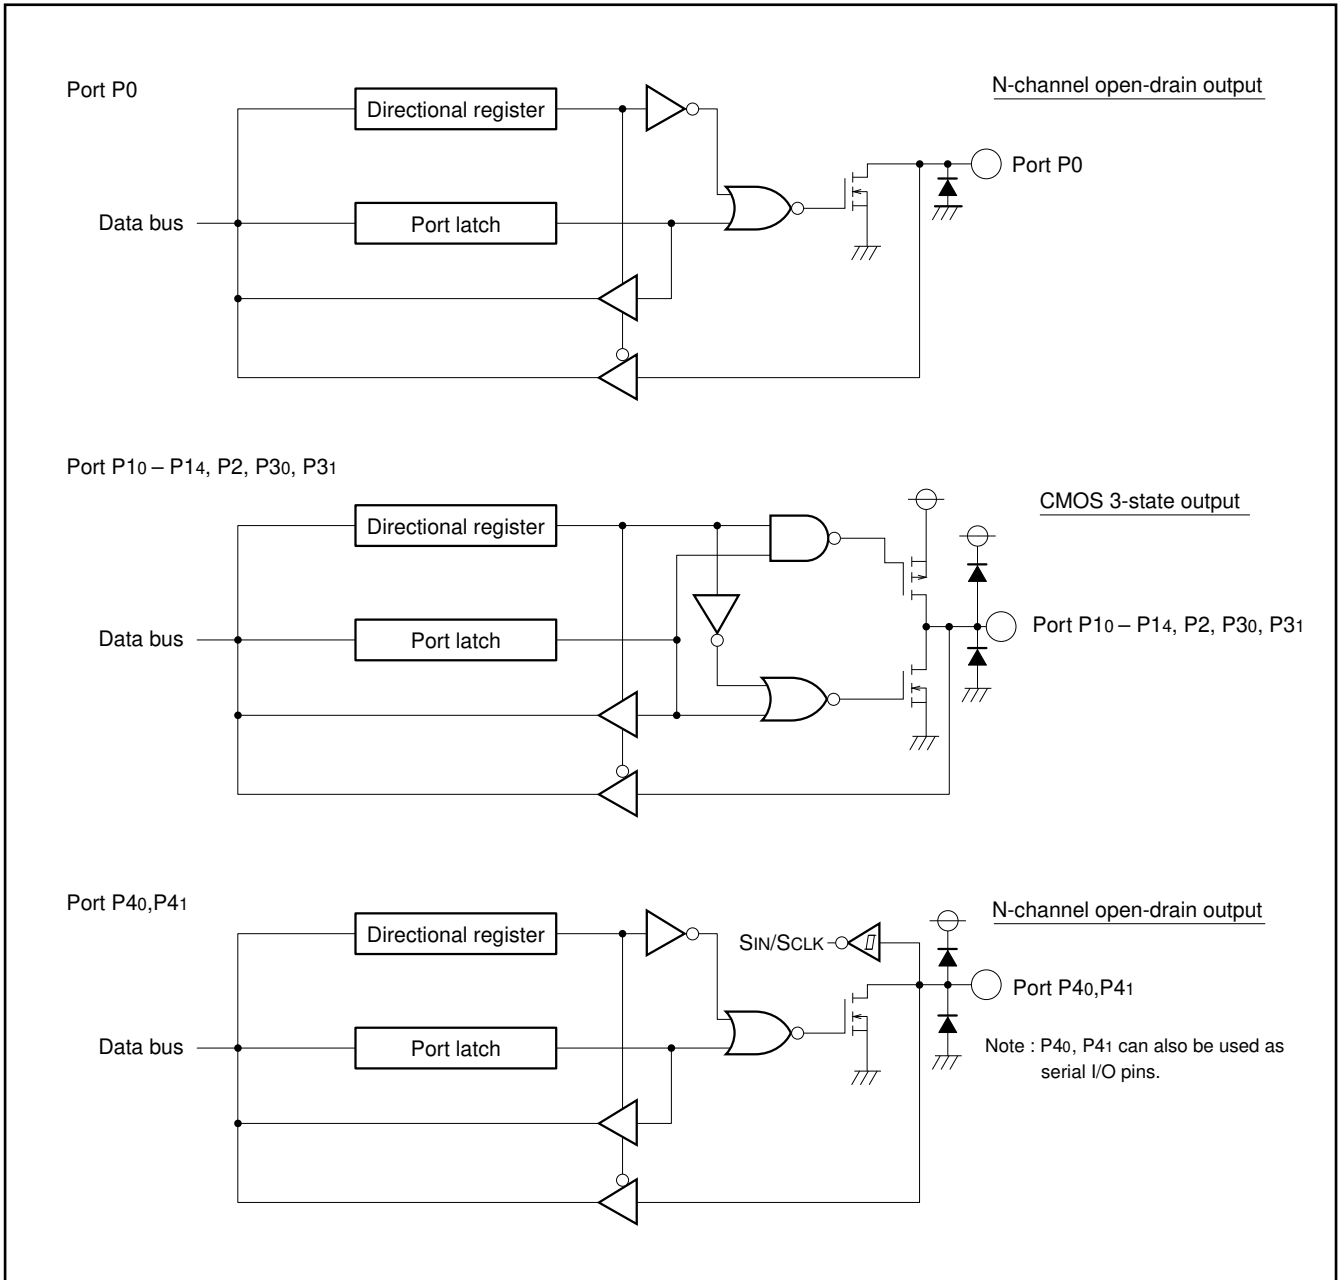 Port P0
N-channel open-drain output
Directional register
Port P0
Data bus
Port latch
Port P10 – P14, P2, P30, P31
CMOS 3-state output
Directional register
Data bus
Port latch
Port P10 – P14, P2, P30, P31
Port P40,P41
N-channel open-drain output
Directional register
SIN/SCLK
Port P40,P41
Data bus
Port latch
Note : P40, P41 can also be used as
serial I/O pins.